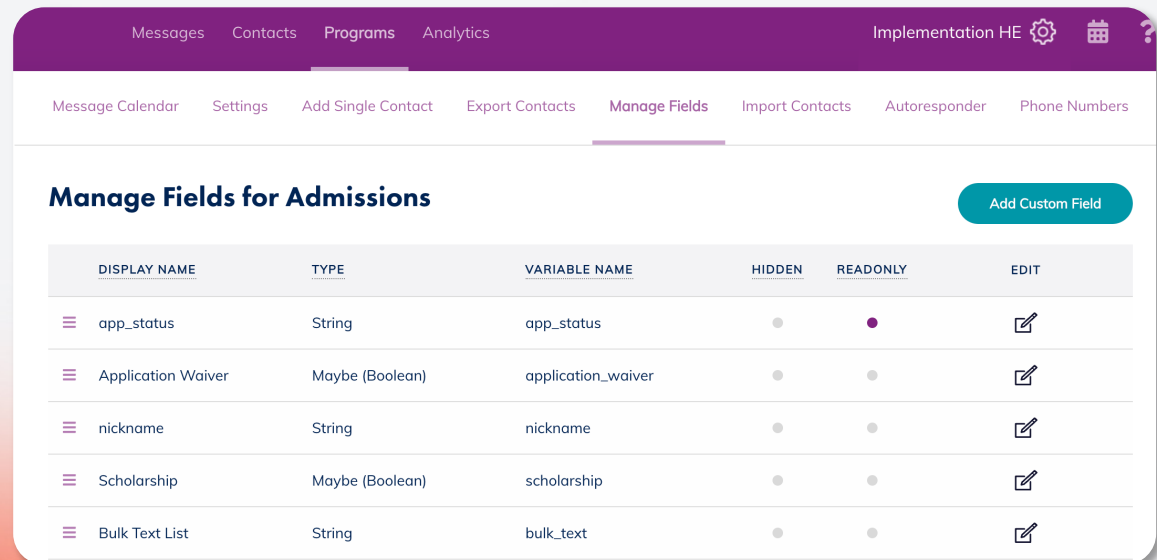 Messages Contacts Programs Analytics Implementation HE ?
Message Calendar Settings Add Single Contact Export Contacts Manage Fields Import Contacts Autoresponder Phone Numbers
Manage Fields for Admissions
Add Custom Field
DISPLAY NAME TYPE VARIABLE NAME HIDDEN READONLY EDIT
app_status String app_status
Application Waiver Maybe (Boolean) application_waiver
nickname String nickname
Scholarship Maybe (Boolean) scholarship
Bulk Text List String bulk_text